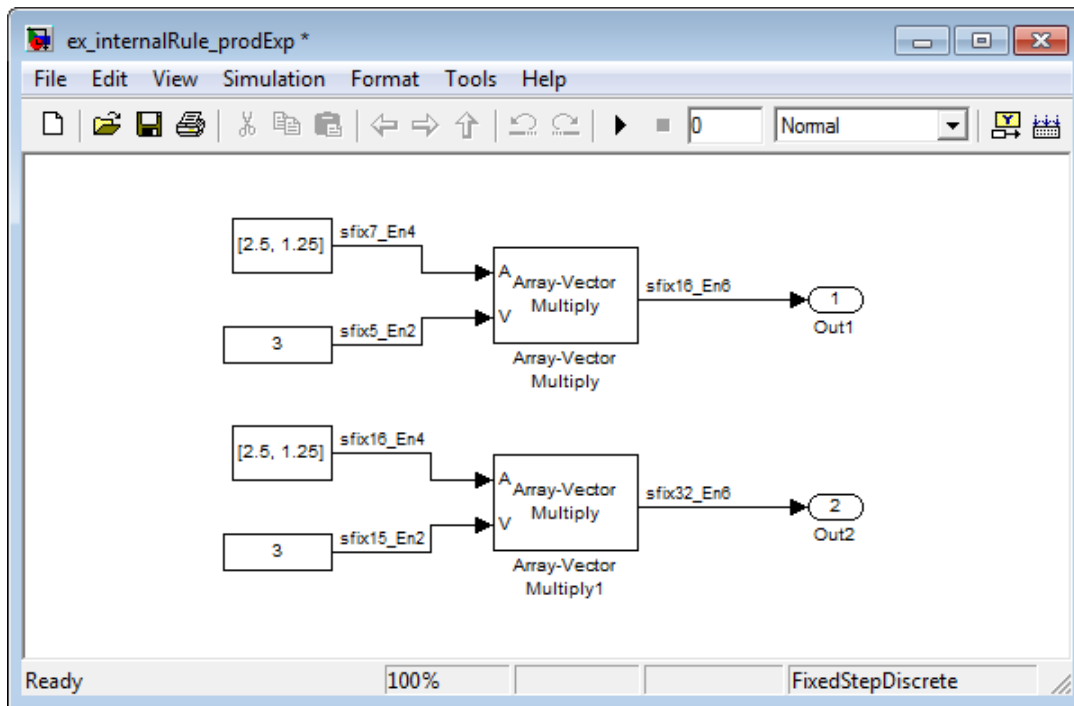 ex_internalRule_prodExp *
File Edit View Simulation Format Tools Help
0 Normal
[2.5, 1.25]
sfix7_En4
A
Array-Vector
Multiply
V
sfix16_En6
1
Out1
3
sfix5_En2
Array-Vector
Multiply
[2.5, 1.25]
sfix16_En4
A
Array-Vector
Multiply
V
sfix32_En6
2
Out2
3
sfix15_En2
Array-Vector
Multiply1
Ready 100% FixedStepDiscrete